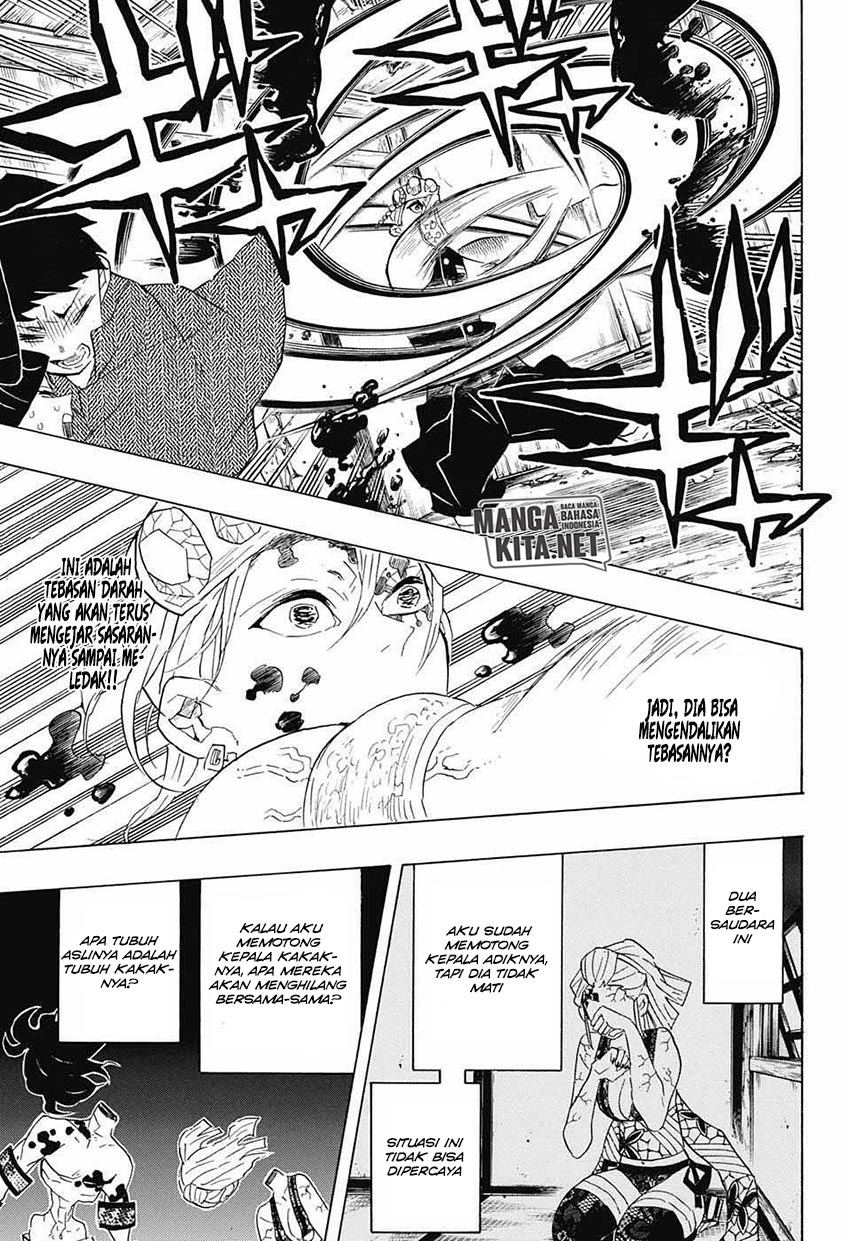 MANGA
KITA.NET
BACA MANGA
BAHASA
INDONESIA
JADI, DIA BISA
MENGENDALIKAN
TEBASANNYA?
INI ADALAH
TEBASAN DARAH
YANG AKAN TERUS
MENGEJAR SASARAN-
NYA SAMPAI ME-
LEDAK!!
DUA
BER-
SAUDARA
INI
AKU SUDAH
MEMOTONG
KEPALA ADIKNYA,
TAPI DIA TIDAK
MATI
SITUASI INI
TIDAK BISA
DIPERCAYA
KALAU AKU
MEMOTONG
KEPALA KAKAK-
NYA, APA MEREKA
AKAN MENGHILANG
BERSAMA-SAMA?
APA TUBUH
ASLINYA ADALAH
TUBUH KAKAK-
NYA?